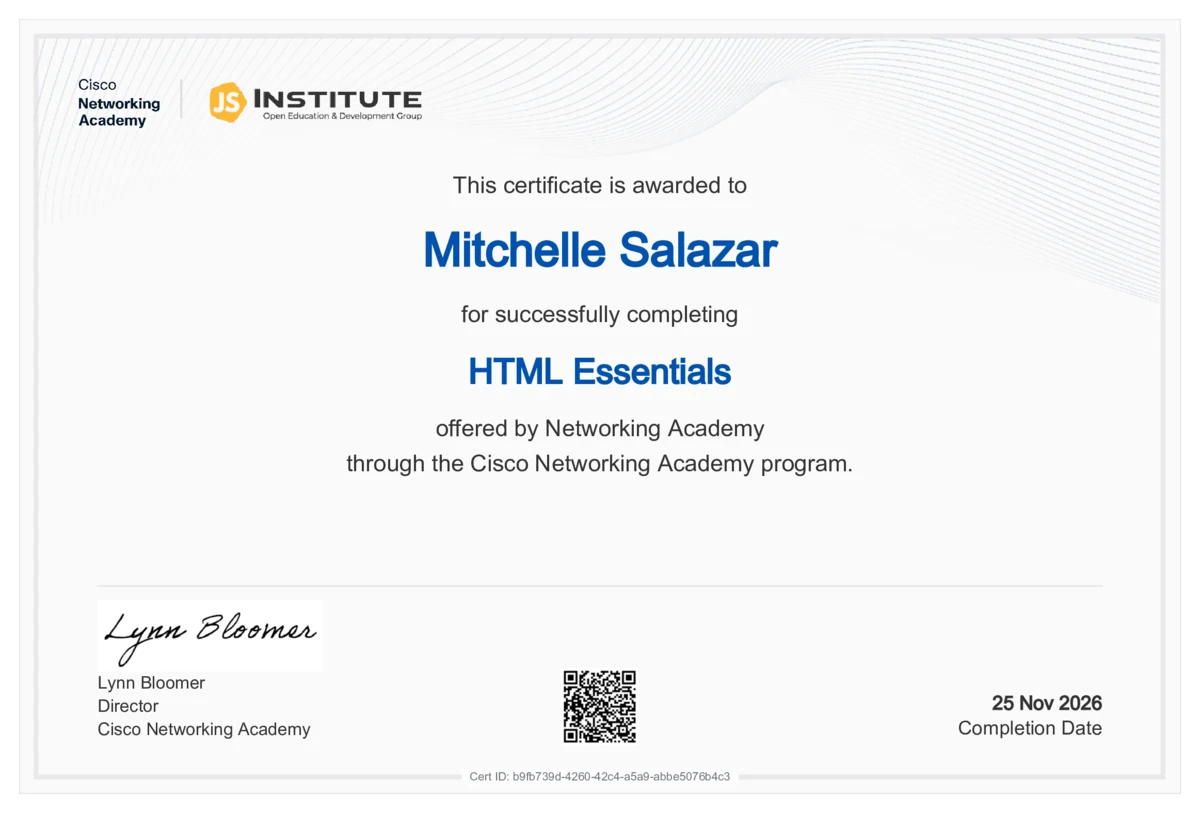 Cisco
Networking
Academy
JS INSTITUTE
Open Education & Development Group
This certificate is awarded to
Mitchelle Salazar
for successfully completing
HTML Essentials
offered by Networking Academy
through the Cisco Networking Academy program.
Lynn Bloomer
Lynn Bloomer
Director
Cisco Networking Academy
25 Nov 2026
Completion Date
Cert ID: b9fb739d-4260-42c4-a5a9-abbe5076b4c3